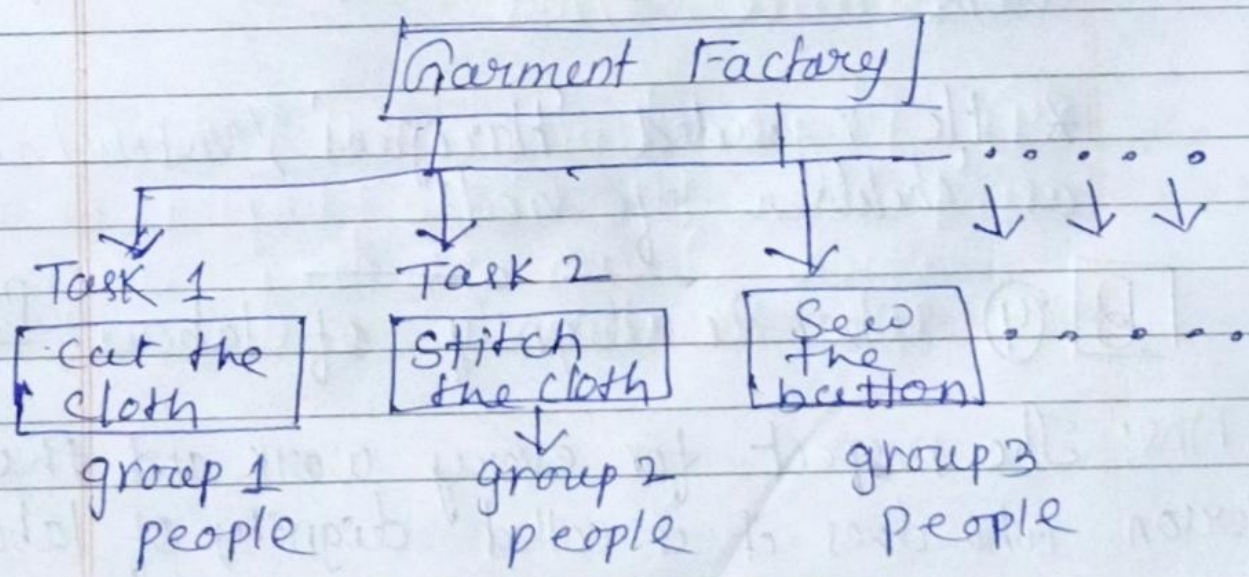 Garment Factory
Task 1
Task 2
cut the
cloth
Stitch
the cloth
Sew
the
button
group 1
people
group 2
people
group 3
people